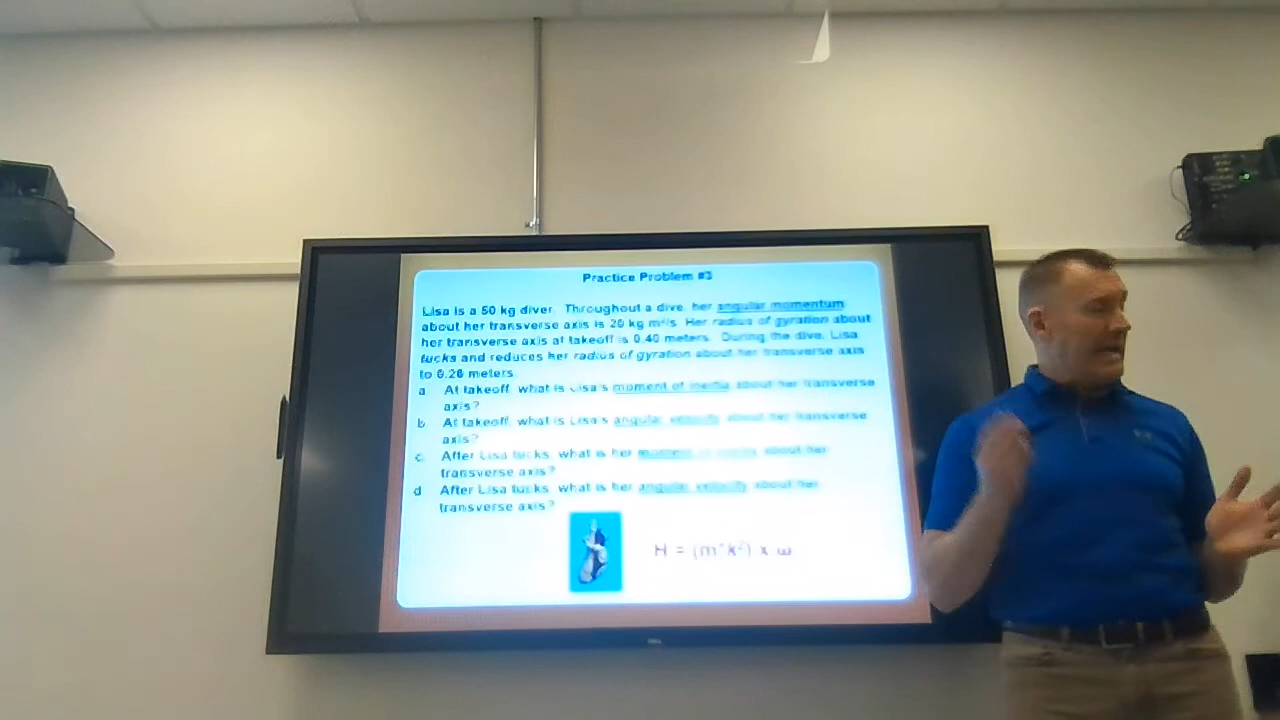 Practice Problem #3
Lisa is a 50 kg diver. Throughout a dive, her angular momentum
about her transverse axis is 20 kg m²/s. Her radius of gyration about
her transverse axis at takeoff is 0.40 meters. During the dive, Lisa
tucks and reduces her radius of gyration about her transverse axis
to meters.
a At takeoff, what is Lisa's moment of inertia about her transverse
axis?
b. At takeoff, what is Lisa's angular velocity about her transverse
axis?
c. After Lisa tucks, what is her moment of inertia about her
transverse axis?
d After Lisa tucks, what is her angular velocity about her
transverse axis?
H = (m*k²) x ω